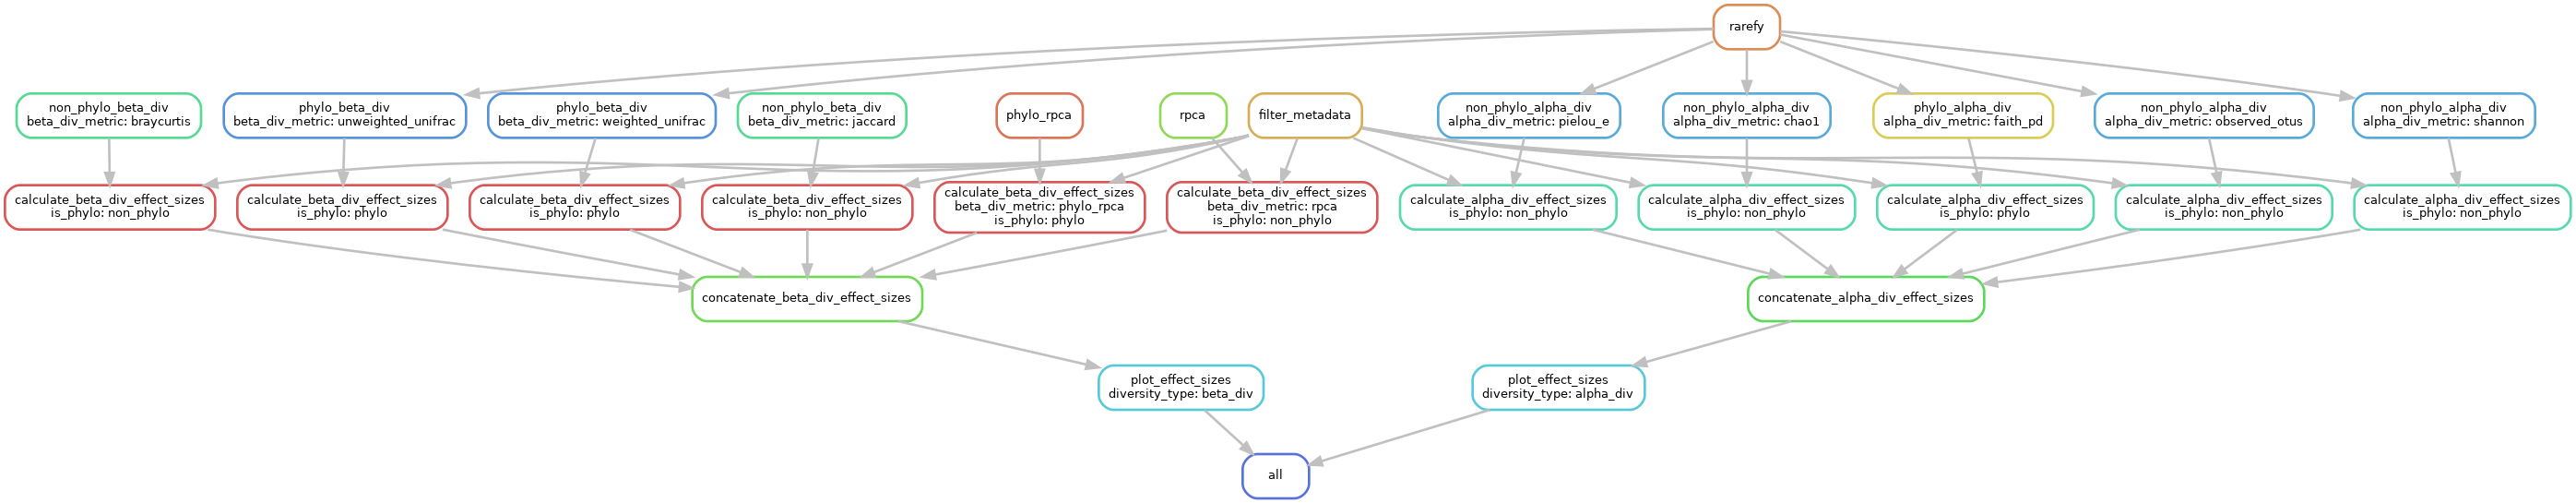 rarefy
non_phylo_beta_div
beta_div_metric: braycurtis
phylo_beta_div
beta_div_metric: unweighted_unifrac
phylo_beta_div
beta_div_metric: weighted_unifrac
non_phylo_beta_div
beta_div_metric: jaccard
phylo_rpca
rpca
filter_metadata
non_phylo_alpha_div
alpha_div_metric: pielou_e
non_phylo_alpha_div
alpha_div_metric: chao1
phylo_alpha_div
alpha_div_metric: faith_pd
non_phylo_alpha_div
alpha_div_metric: observed_otus
non_phylo_alpha_div
alpha_div_metric: shannon
calculate_beta_div_effect_sizes
is_phylo: non_phylo
calculate_beta_div_effect_sizes
is_phylo: phylo
calculate_beta_div_effect_sizes
is_phylo: phylo
calculate_beta_div_effect_sizes
is_phylo: non_phylo
calculate_beta_div_effect_sizes
beta_div_metric: phylo_rpca
is_phylo: phylo
calculate_beta_div_effect_sizes
beta_div_metric: rpca
is_phylo: non_phylo
calculate_alpha_div_effect_sizes
is_phylo: non_phylo
calculate_alpha_div_effect_sizes
is_phylo: non_phylo
calculate_alpha_div_effect_sizes
is_phylo: phylo
calculate_alpha_div_effect_sizes
is_phylo: non_phylo
calculate_alpha_div_effect_sizes
is_phylo: non_phylo
concatenate_beta_div_effect_sizes
concatenate_alpha_div_effect_sizes
plot_effect_sizes
diversity_type: beta_div
plot_effect_sizes
diversity_type: alpha_div
all